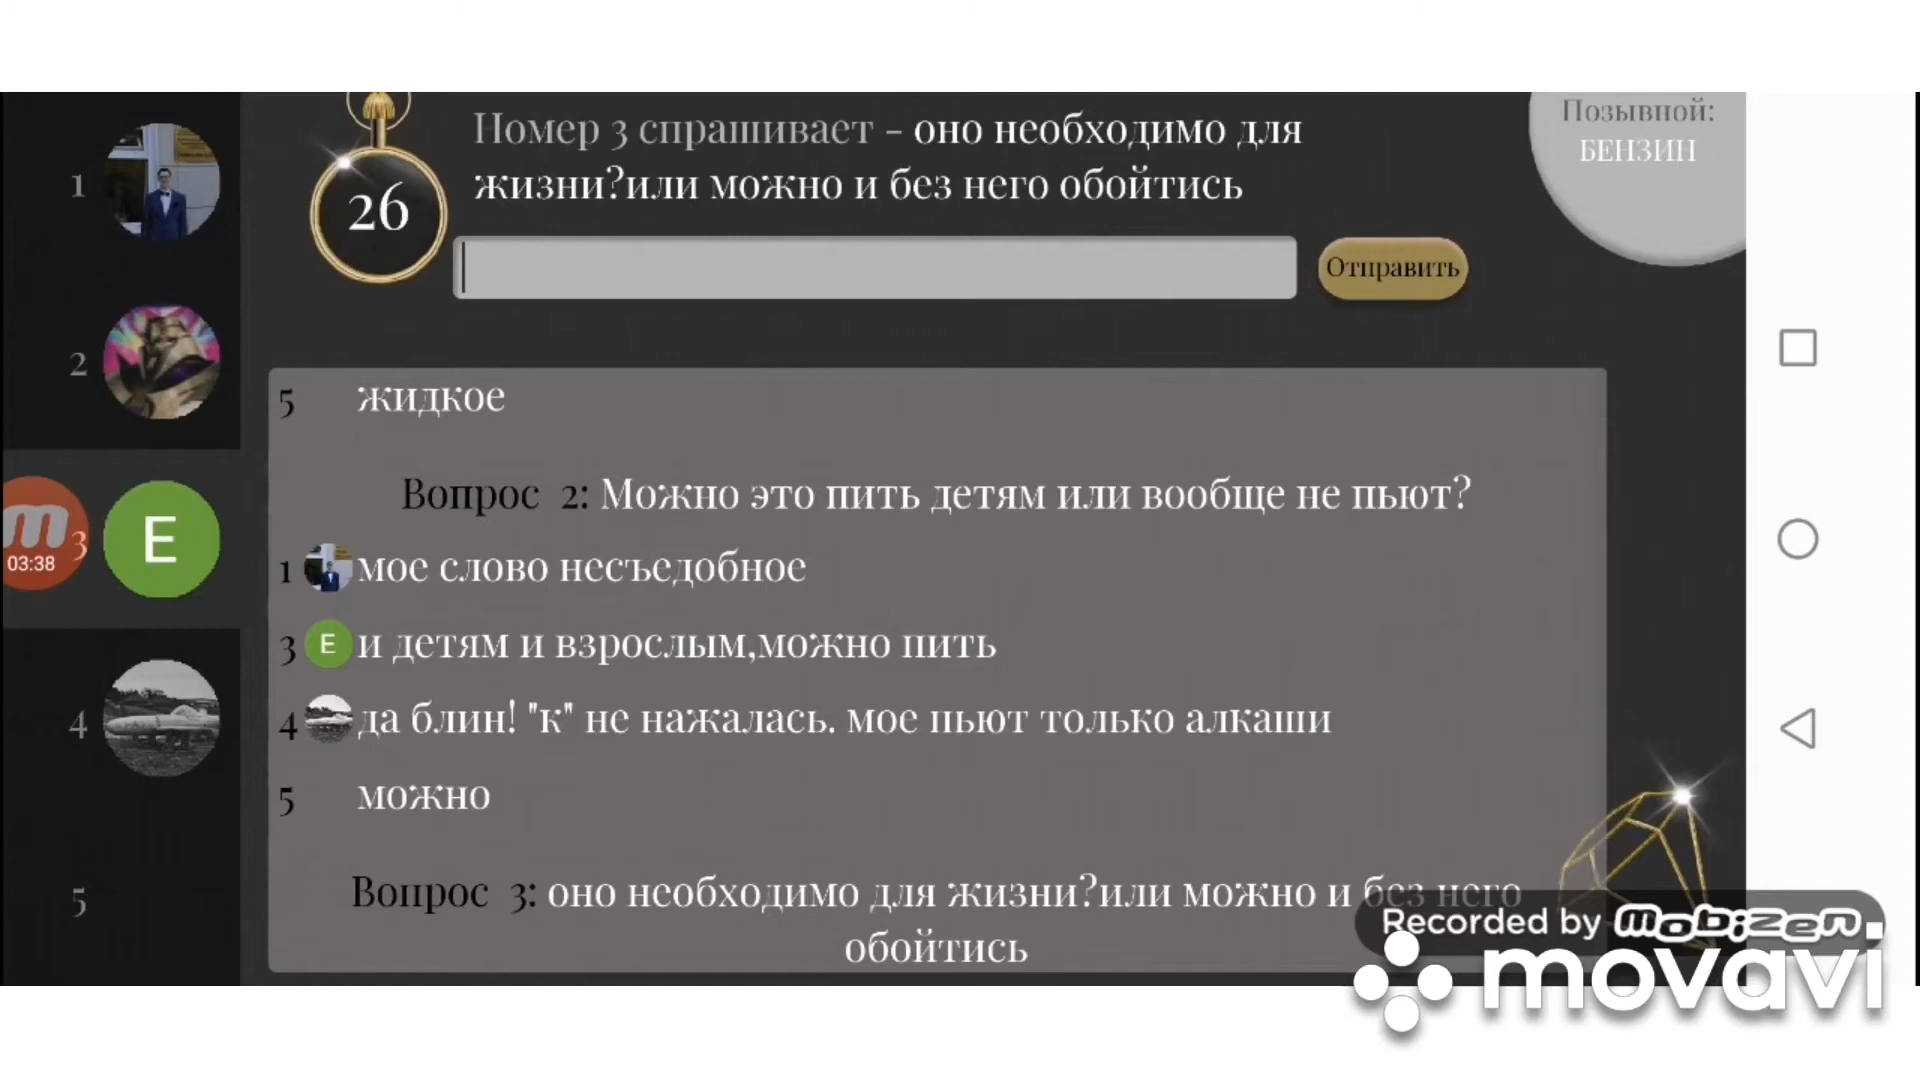 Номер 3 спрашивает - оно необходимо для
жизни?или можно и без него обойтись
Позывной:
БЕНЗИН
26
Отправить
1
2
3
4
5
m
03:38
E
5 жидкое
Вопрос 2: Можно это пить детям или вообще не пьют?
1 мое слово несъедобное
3 E и детям и взрослым,можно пить
4 да блин! "к" не нажалась. мое пьют только алкаши
5 можно
Вопрос 3: оно необходимо для жизни?или можно и без него
обойтись
Recorded by mobizen
movavi